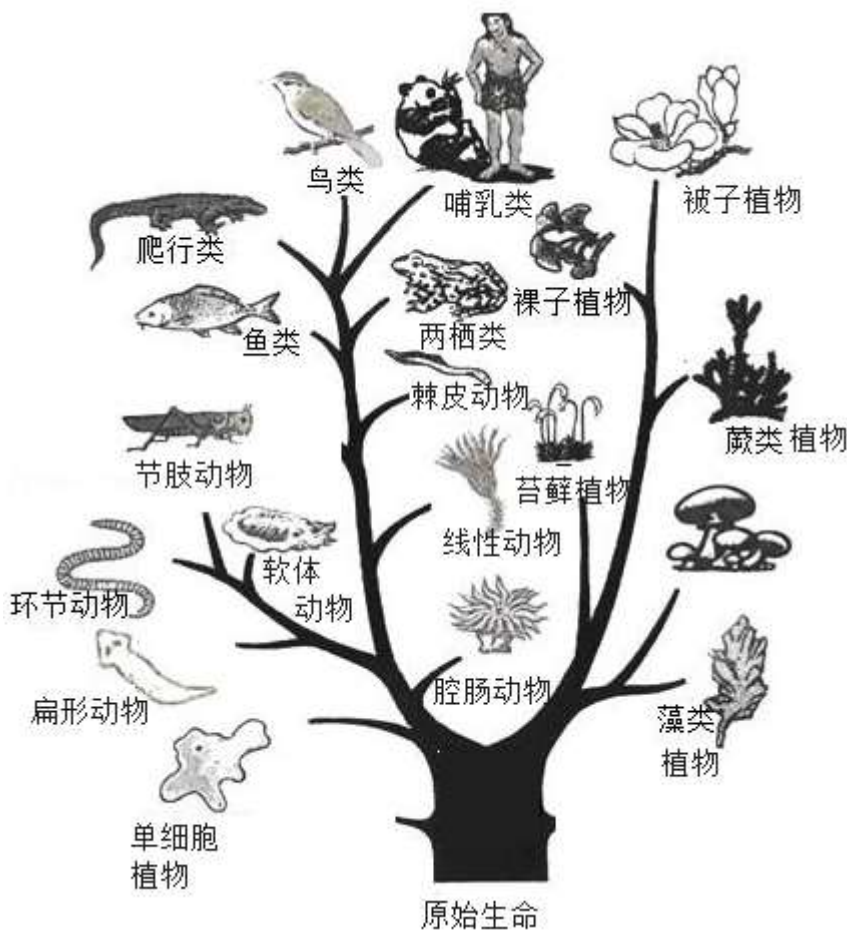 鸟类
哺乳类
被子植物
爬行类
裸子植物
鱼类
两栖类
棘皮动物
蕨类植物
节肢动物
苔鲜植物
线性动物
软体
动物
环节动物
腔肠动物
扁形动物
藻类
植物
单细胞
植物
原始生命